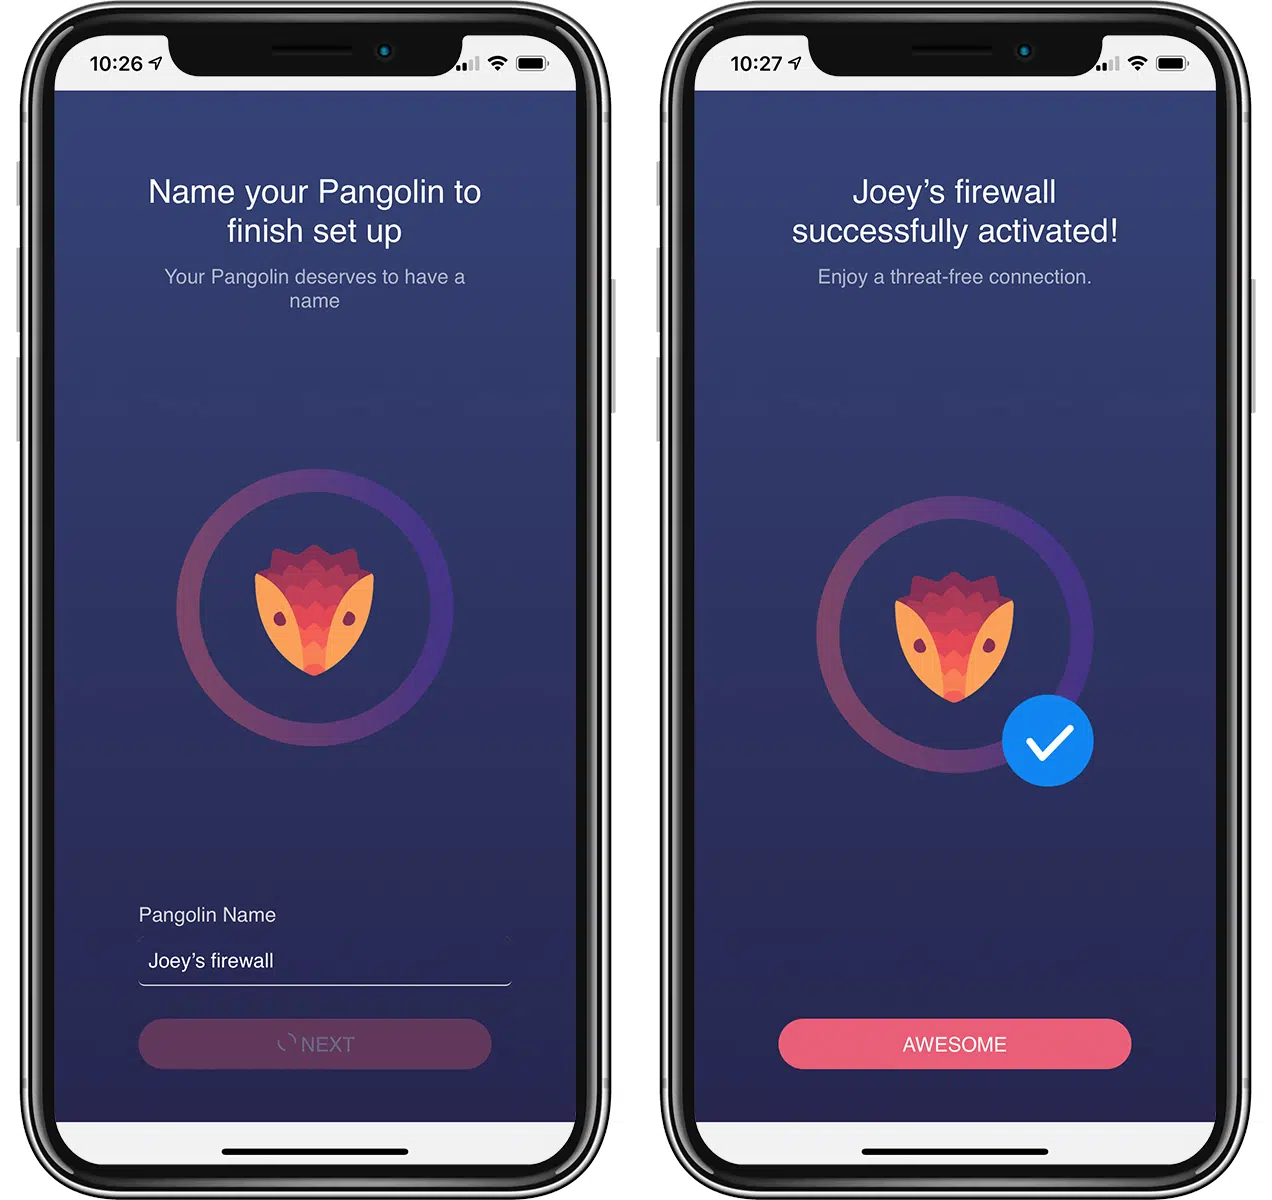 10:26
Name your Pangolin to
finish set up
Your Pangolin deserves to have a
name
Pangolin Name
Joey’s firewall
NEXT
10:27
Joey’s firewall
successfully activated!
Enjoy a threat-free connection.
AWESOME